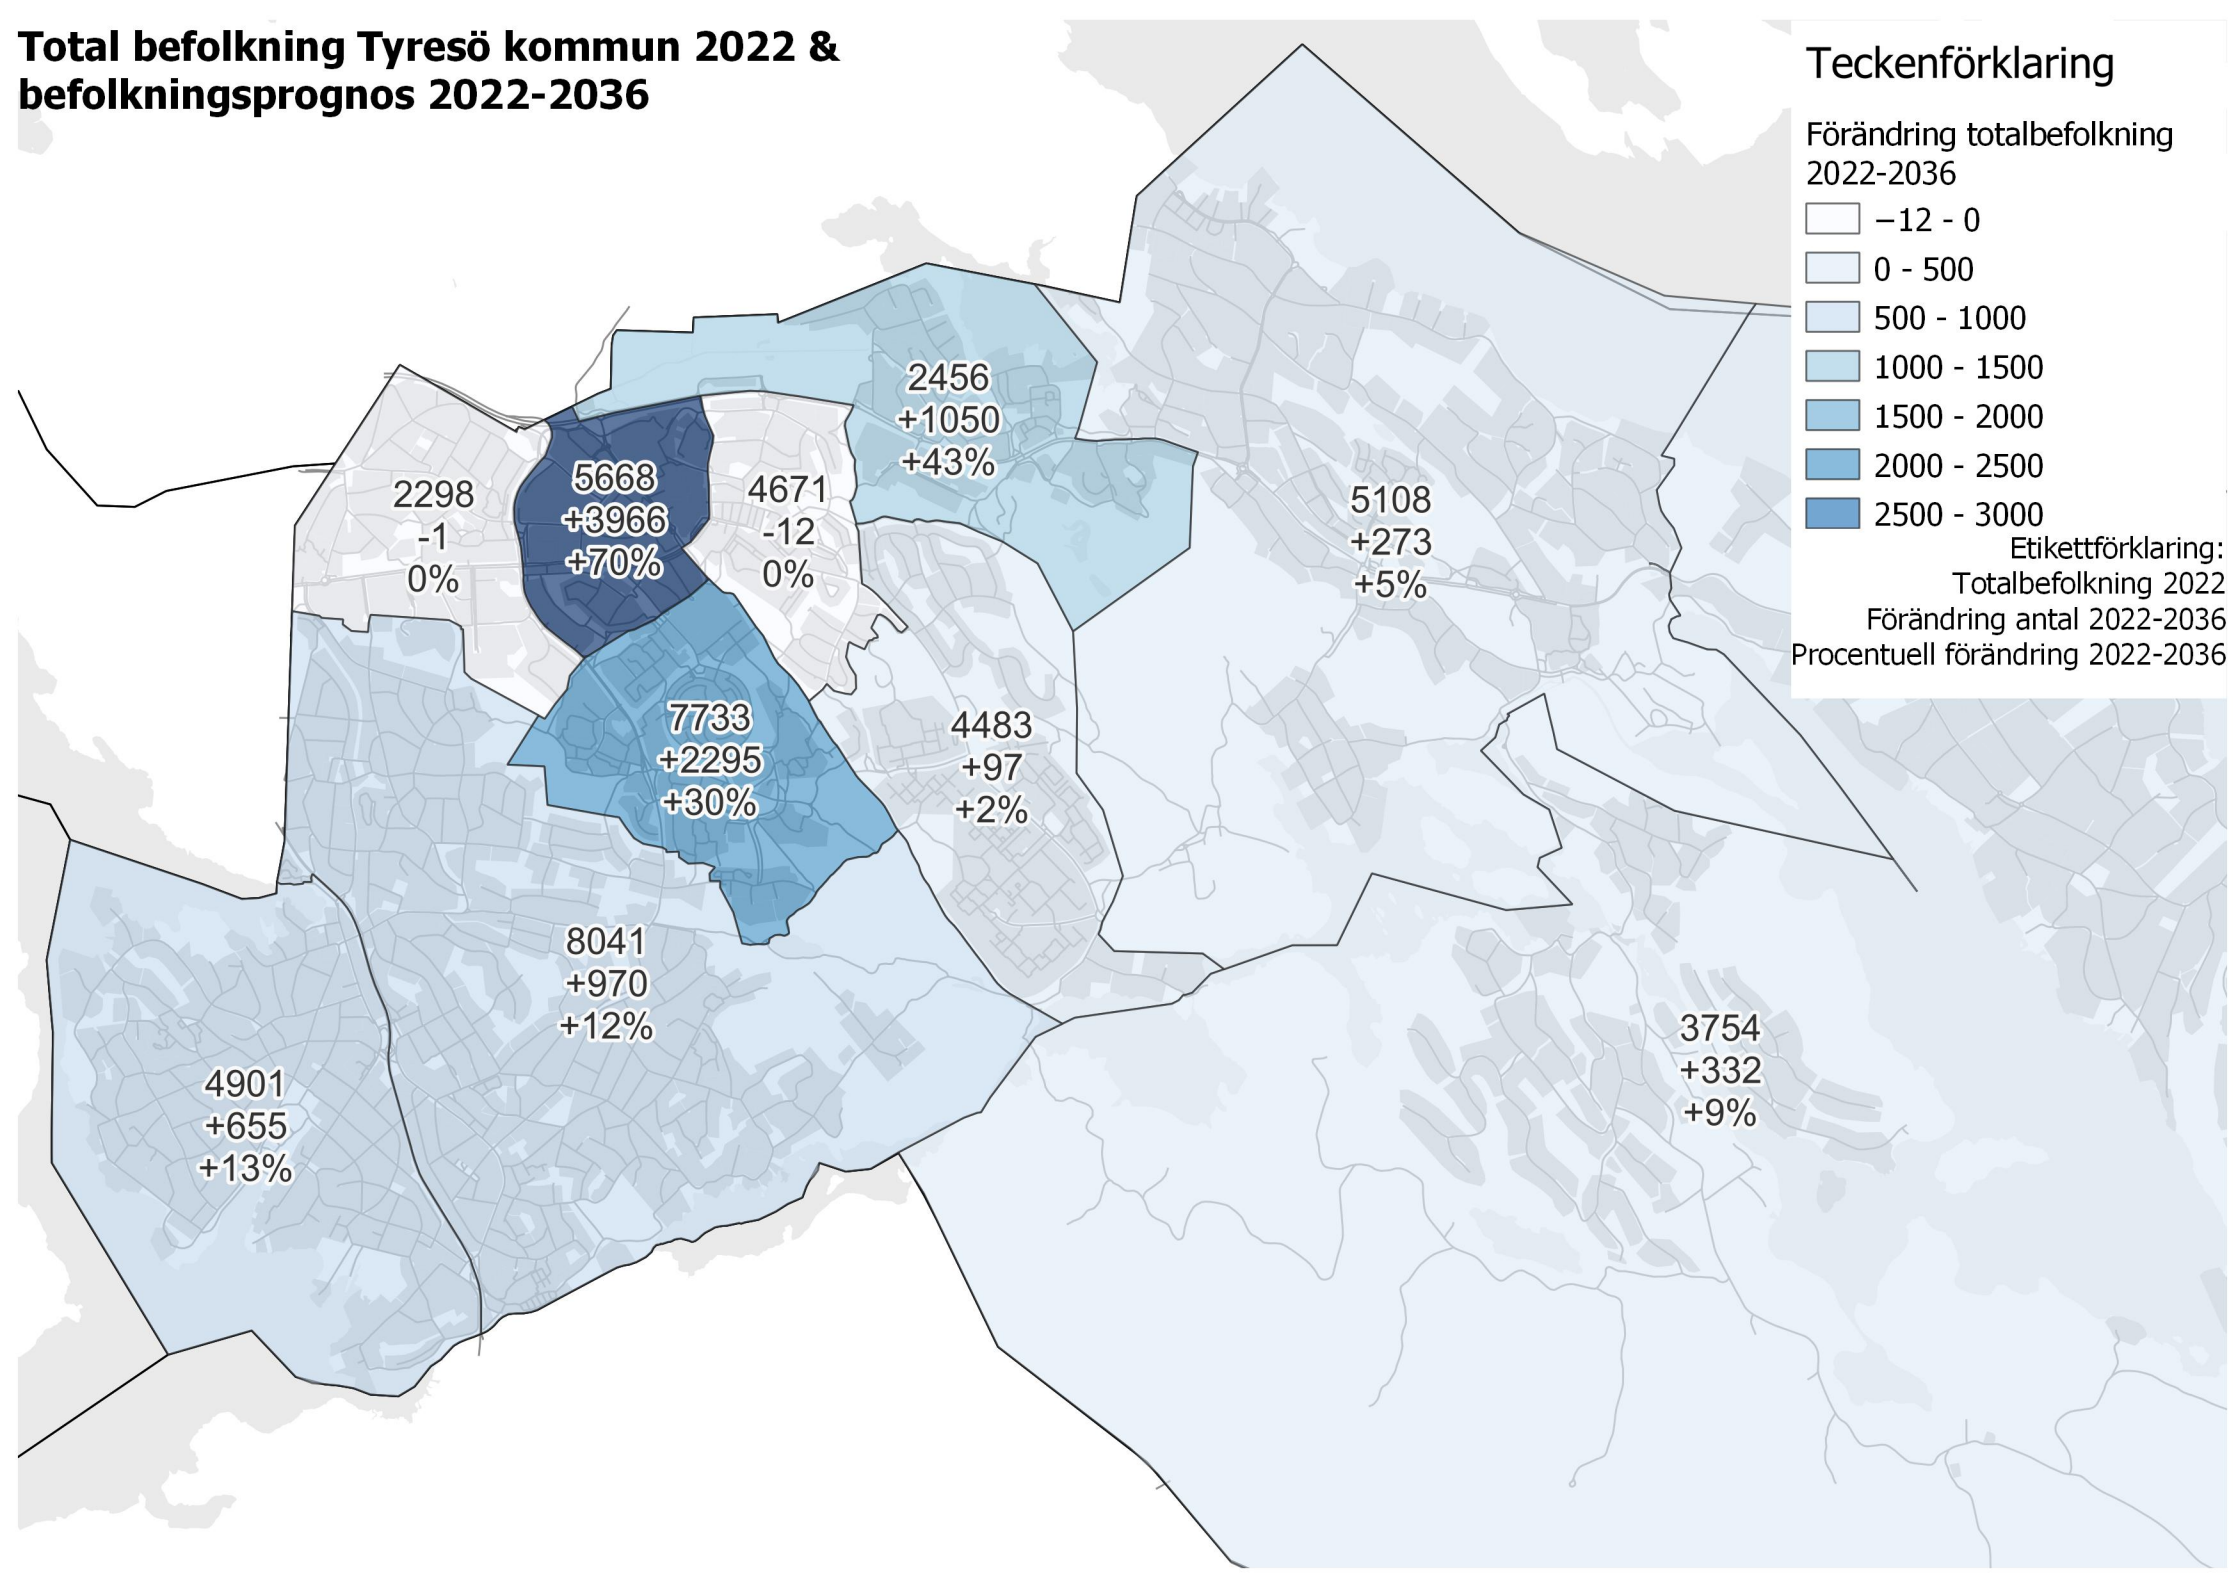 Total befolkning Tyresö kommun 2022 &
befolkningsprognos 2022-2036
Teckenförklaring
Förändring totalbefolkning
2022-2036
−12 - 0
0 - 500
500 - 1000
1000 - 1500
1500 - 2000
2000 - 2500
2500 - 3000
Etikettförklaring:
Totalbefolkning 2022
Förändring antal 2022-2036
Procentuell förändring 2022-2036
2456
+1050
+43%
2298
-1
0%
5668
+3966
+70%
4671
-12
0%
5108
+273
+5%
7733
+2295
+30%
4483
+97
+2%
8041
+970
+12%
4901
+655
+13%
3754
+332
+9%